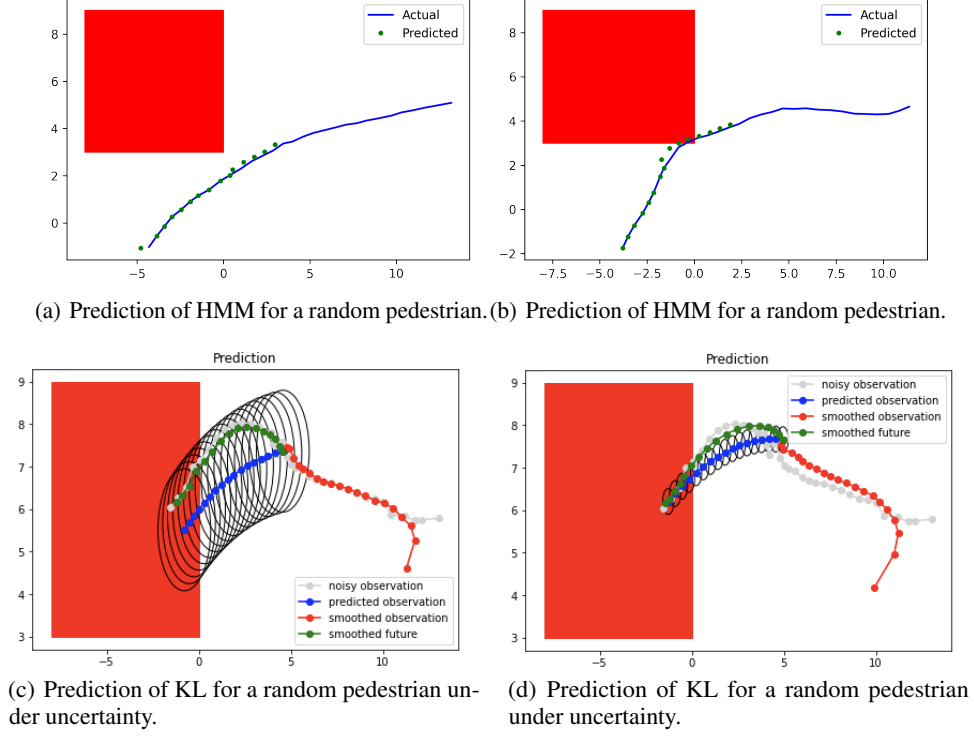 Actual
Predicted
8
6
4
2
0
−5
0
5
10
Actual
Predicted
8
6
4
2
0
−2
−7.5
−5.0
−2.5
0.0
2.5
5.0
7.5
10.0
(a) Prediction of HMM for a random pedestrian.
(b) Prediction of HMM for a random pedestrian.
Prediction
9
8
7
6
5
4
3
−5
0
5
10
noisy observation
predicted observation
smoothed observation
smoothed future
Prediction
9
8
7
6
5
4
3
−5
0
5
10
noisy observation
predicted observation
smoothed observation
smoothed future
(c) Prediction of KL for a random pedestrian un-
der uncertainty.
(d) Prediction of KL for a random pedestrian
under uncertainty.